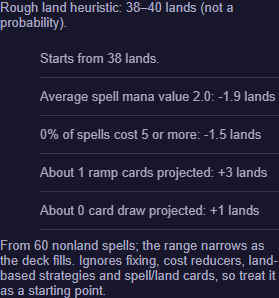 Rough land heuristic: 38–40 lands (not a
probability).
Starts from 38 lands.
Average spell mana value 2.0: -1.9 lands
0% of spells cost 5 or more: -1.5 lands
About 1 ramp cards projected: +3 lands
About 0 card draw projected: +1 lands
From 60 nonland spells; the range narrows as
the deck fills. Ignores fixing, cost reducers, land-
based strategies and spell/land cards, so treat it
as a starting point.